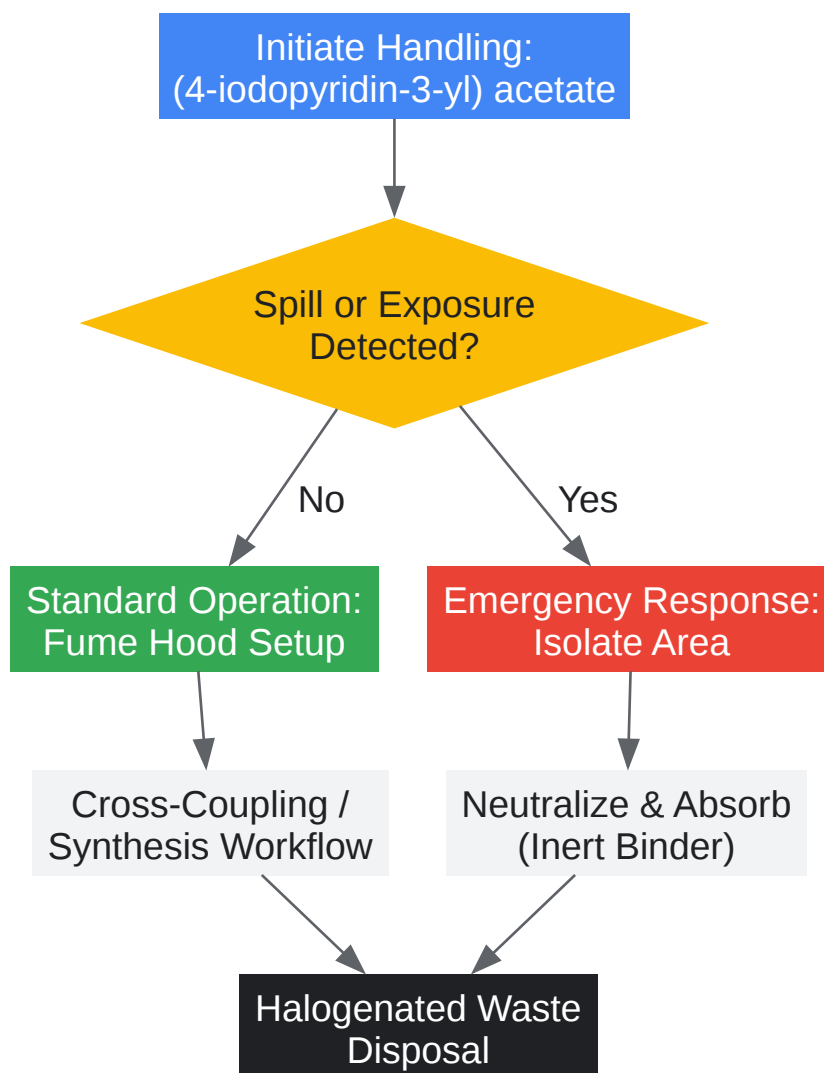 Initiate Handling:
(4-iodopyridin-3-yl) acetate
Spill or Exposure
Detected?
No
Yes
Standard Operation:
Fume Hood Setup
Emergency Response:
Isolate Area
Cross-Coupling /
Synthesis Workflow
Neutralize & Absorb
(Inert Binder)
Halogenated Waste
Disposal